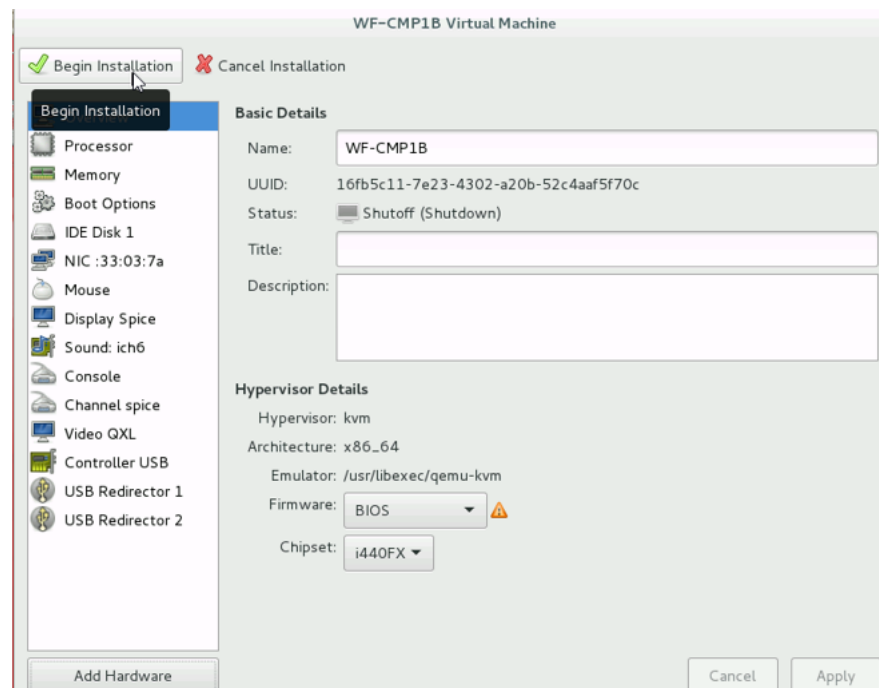 WF-CMP1B Virtual Machine
Begin Installation
Cancel Installation
Begin Installation
Processor
Memory
Boot Options
IDE Disk 1
NIC :33:03:7a
Mouse
Display Spice
Sound: ich6
Console
Channel spice
Video QXL
Controller USB
USB Redirector 1
USB Redirector 2
Add Hardware
Basic Details
Name: WF-CMP1B
UUID: 16fb5c11-7e23-4302-a20b-52c4aaf5f70c
Status: Shutoff (Shutdown)
Title:
Description:
Hypervisor Details
Hypervisor: kvm
Architecture: x86_64
Emulator: /usr/libexec/qemu-kvm
Firmware: BIOS
Chipset: i440FX
Cancel
Apply